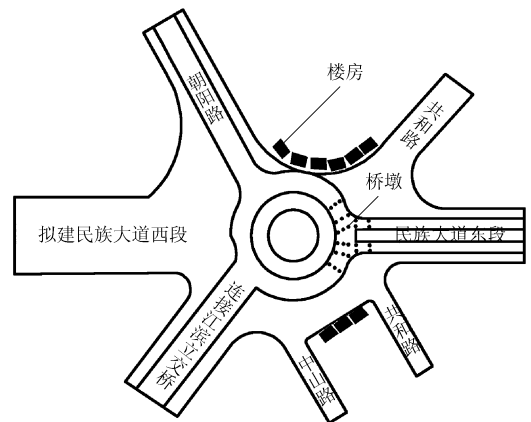 朝阳路
楼房
共和路
桥墩
拟建民族大道西段
民族大道东段
连接江滨立交桥
中山路
共和路